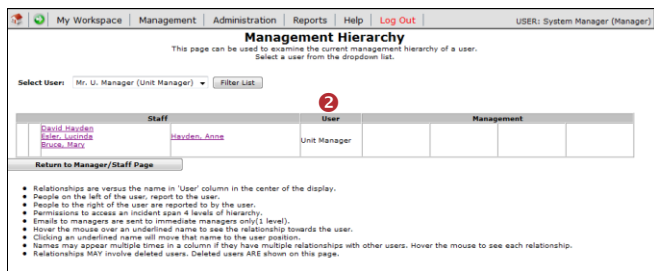 My Workspace | Management | Administration | Reports | Help | Log Out | USER: System Manager (Manager)
Management Hierarchy
This page can be used to examine the current management hierarchy of a user.
Select a user from the dropdown list.
Select User: Mr. U. Manager (Unit Manager) Filter List
2
Staff User Management
David Hayden
Esler, Lucinda Hayden, Anne Unit Manager
Bruce, Mary
Return to Manager/Staff Page
• Relationships are versus the name in 'User' column in the center of the display.
• People on the left of the user, report to the user.
• People to the right of the user are reported to by the user.
• Permissions to access an incident span 4 levels of hierarchy.
• Emails to managers are sent to immediate managers only(1 level).
• Hover the mouse over an underlined name to see the relationship towards the user.
• Clicking an underlined name will move that name to the user position.
• Names may appear multiple times in a column if they have multiple relationships with other users. Hover the mouse to see each relationship.
• Relationships MAY involve deleted users. Deleted users ARE shown on this page.